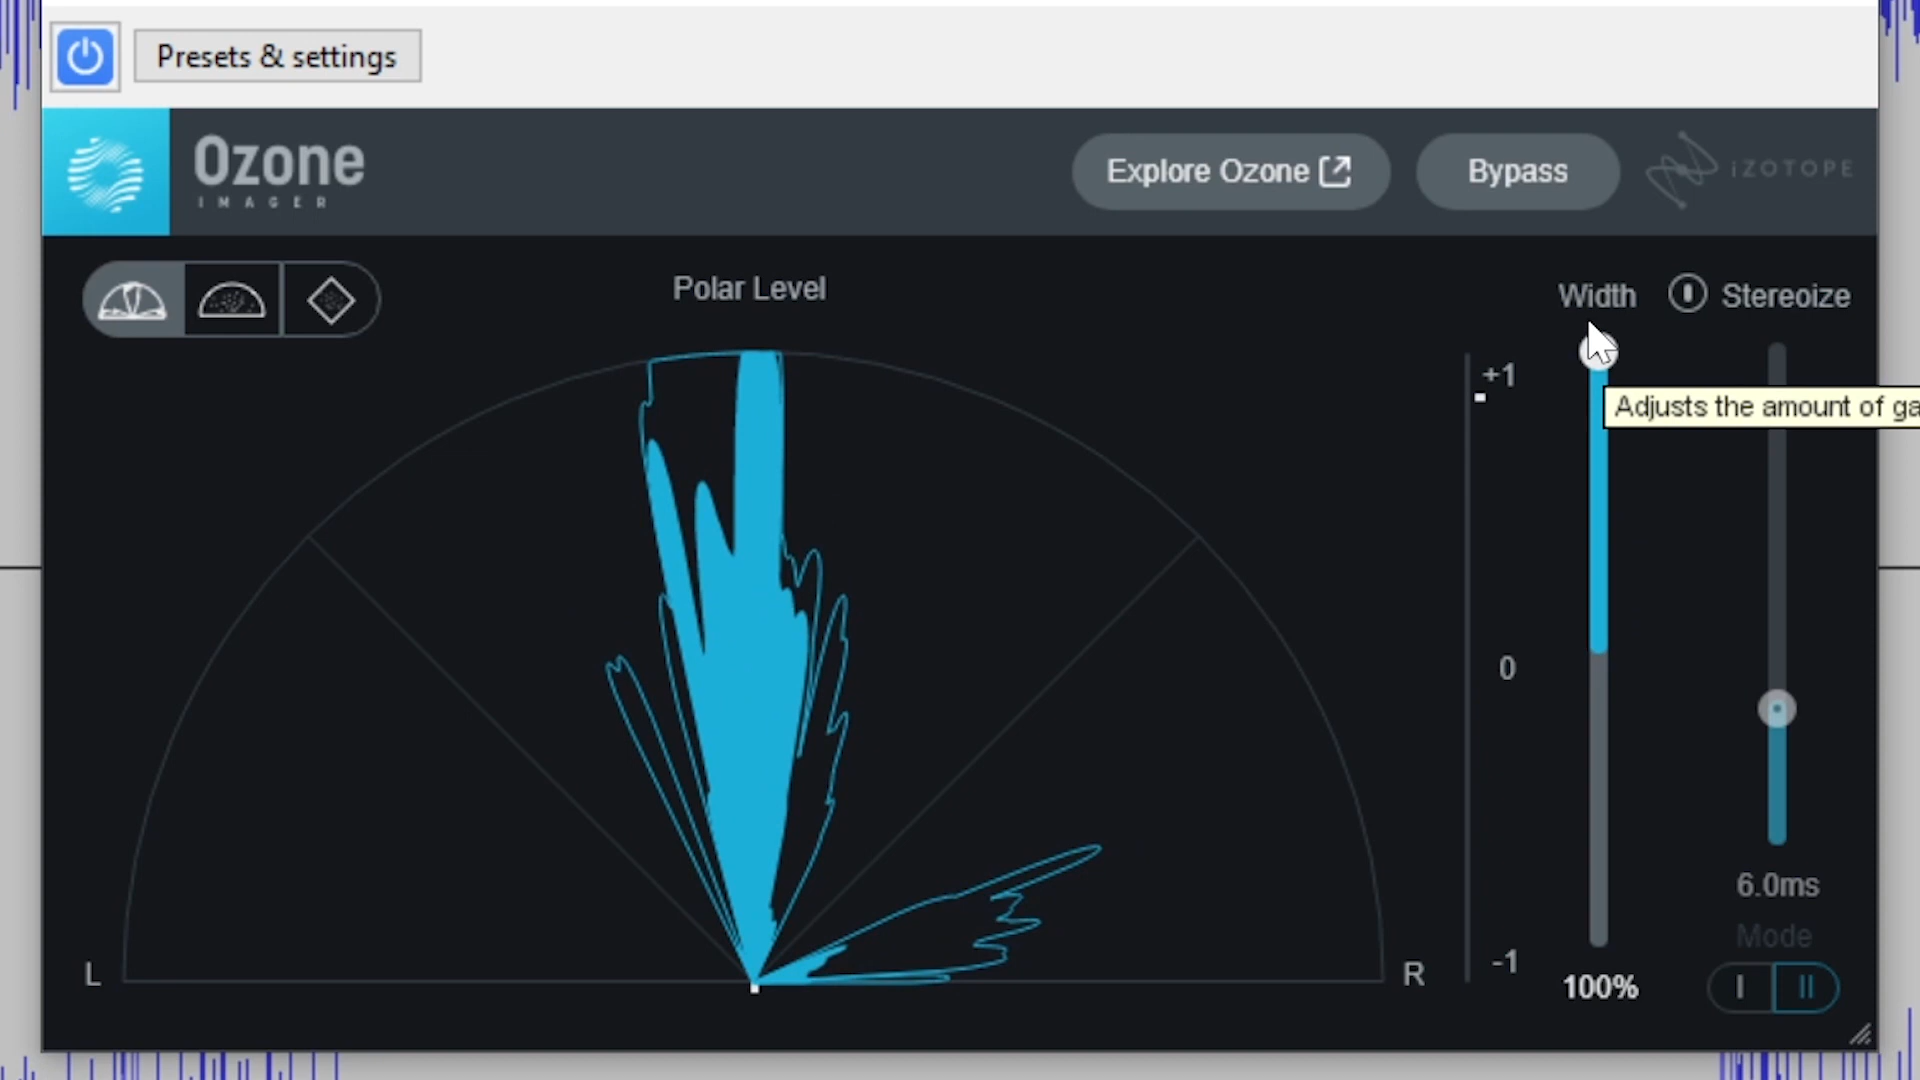 Presets & settings
Ozone
IMAGER
Explore Ozone
Bypass
iZOTOPE
Polar Level
Width
Stereoize
+1
Adjusts the amount of ga
0
6.0ms
Mode
-1
L
R
100%
I
II